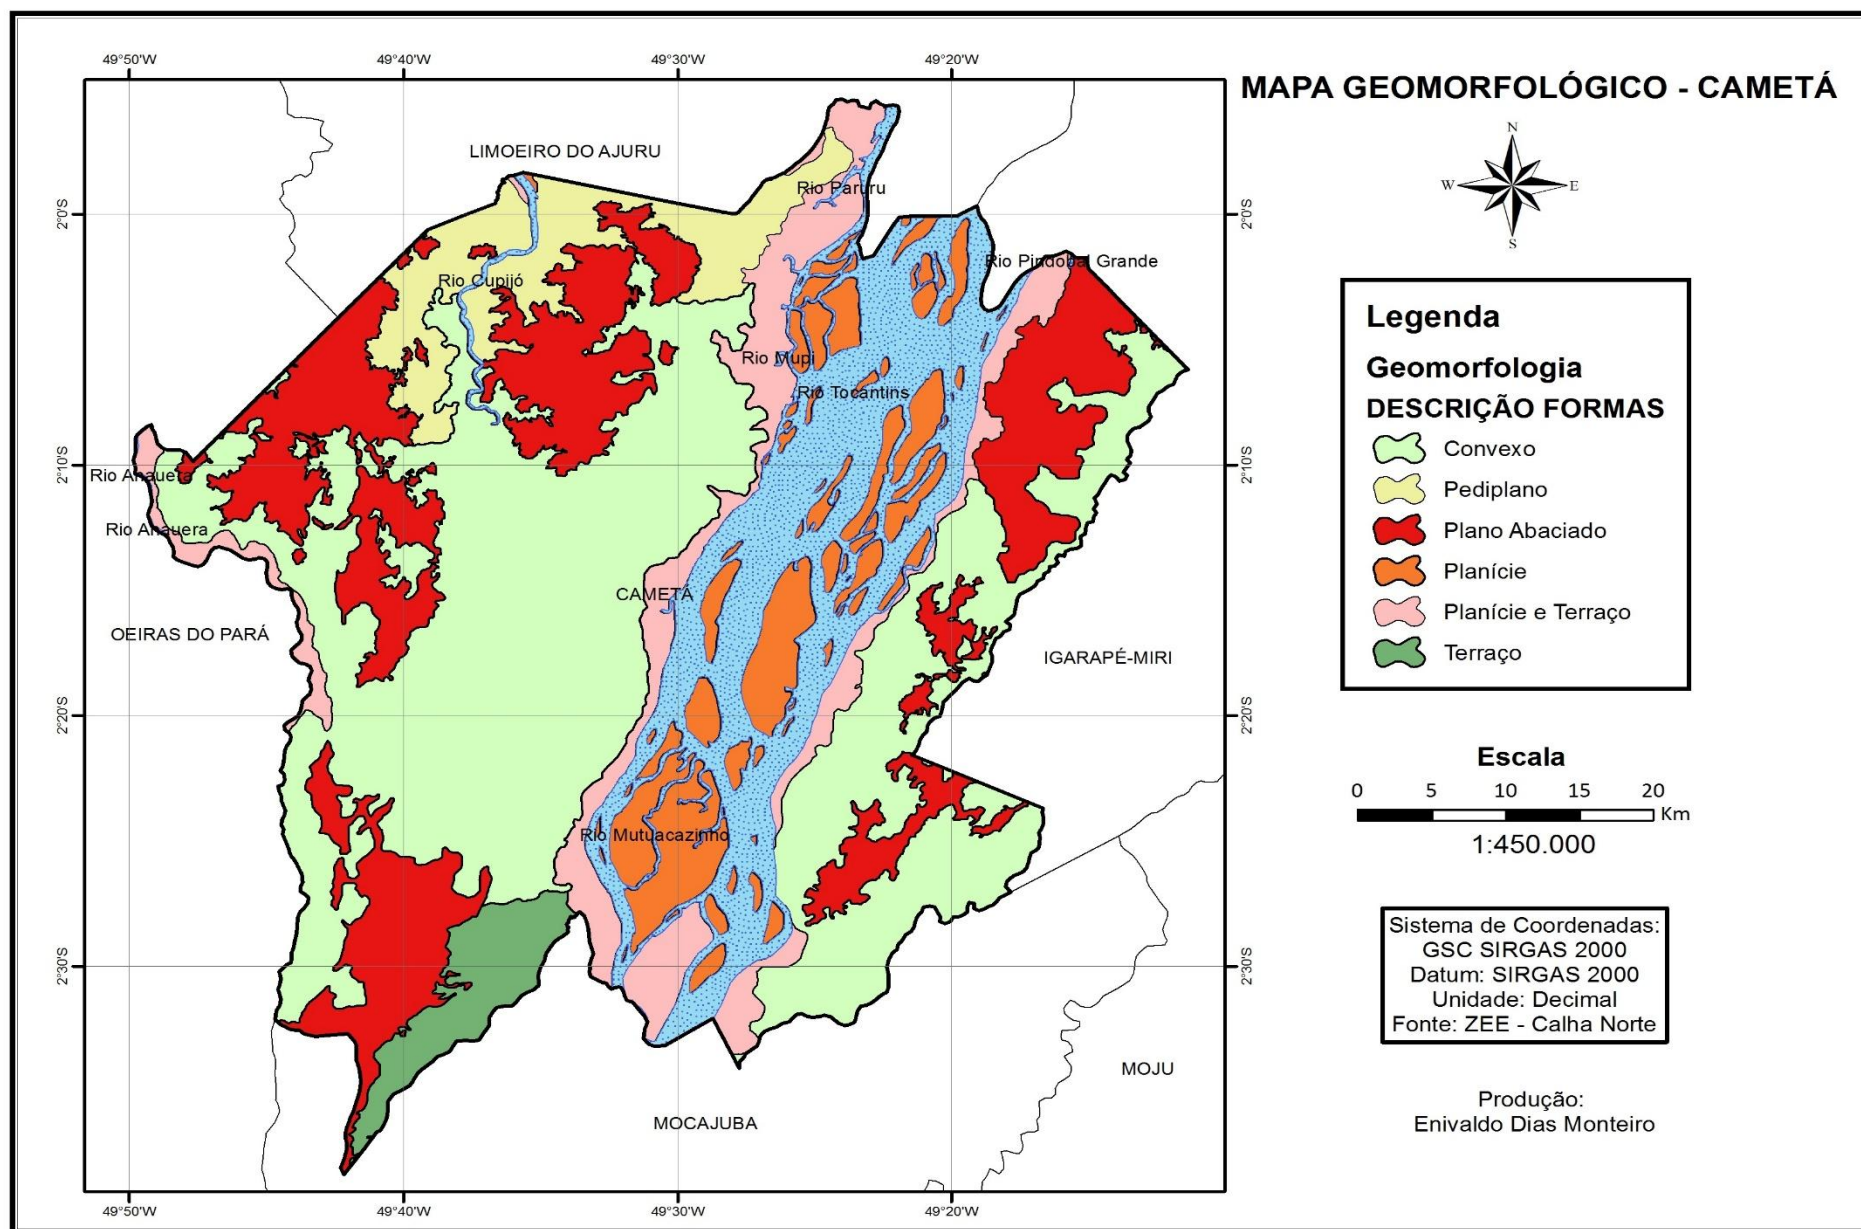 MAPA GEOMORFOLÓGICO - CAMETÁ
49°50'W
49°40'W
49°30'W
49°20'W
2°0'S
2°0'S
2°10'S
2°10'S
2°20'S
2°20'S
2°30'S
2°30'S
LIMOEIRO DO AJURU
Rio Paruru
Rio Pindobal Grande
Rio Cupijó
Rio Mupi
Rio Tocantins
Rio Anauera
Rio Anauera
CAMETÁ
OEIRAS DO PARÁ
IGARAPÉ-MIRI
Rio Mutuacazinho
MOJU
MOCAJUBA
49°50'W
49°40'W
49°30'W
49°20'W
N
W
E
S
Legenda
Geomorfologia
DESCRIÇÃO FORMAS
Convexo
Pediplano
Plano Abaciado
Planície
Planície e Terraço
Terraço
Escala
0 5 10 15 20
Km
1:450.000
Sistema de Coordenadas:
GSC SIRGAS 2000
Datum: SIRGAS 2000
Unidade: Decimal
Fonte: ZEE - Calha Norte
Produção:
Enivaldo Dias Monteiro